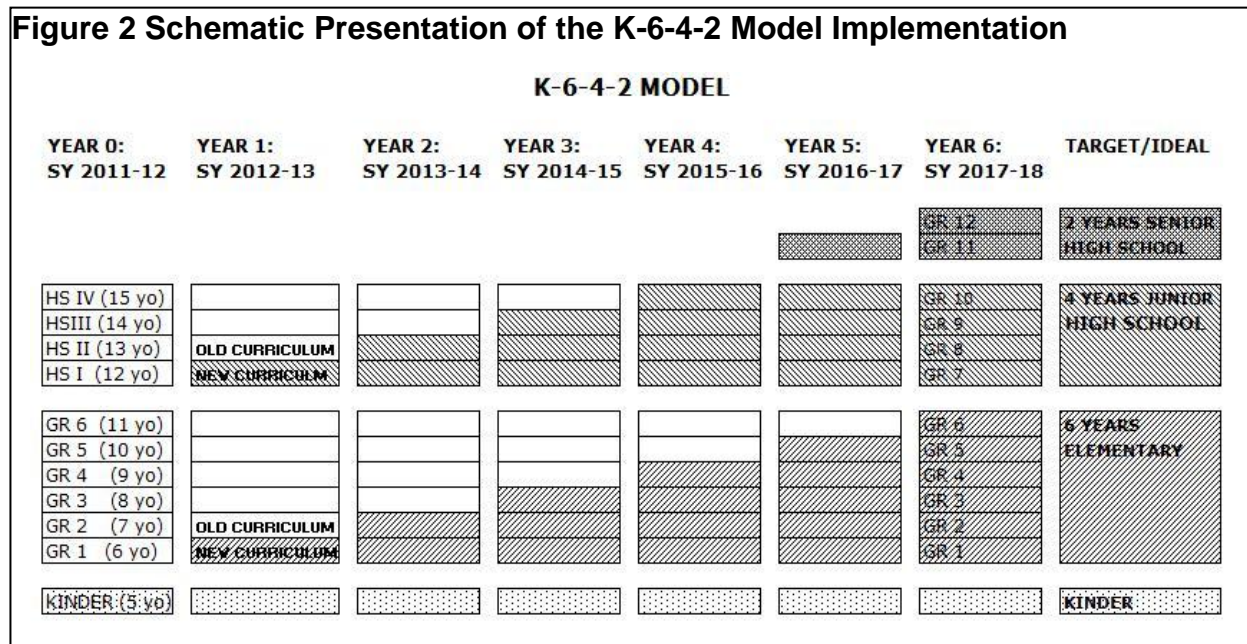 Figure 2 Schematic Presentation of the K-6-4-2 Model Implementation
K-6-4-2 MODEL
YEAR 0: YEAR 1: YEAR 2: YEAR 3: YEAR 4: YEAR 5: YEAR 6: TARGET/IDEAL
SY 2011-12 SY 2012-13 SY 2013-14 SY 2014-15 SY 2015-16 SY 2016-17 SY 2017-18
GR 12 2 YEARS SENIOR
GR 11 HIGH SCHOOL
HS IV (15 yo) GR 10 4 YEARS JUNIOR
HSIII (14 yo) GR 9 HIGH SCHOOL
HS II (13 yo) OLD CURRICULUM GR 8
HS I (12 yo) NEW CURRICULM GR 7
GR 6 (11 yo) GR 6 6 YEARS
GR 5 (10 yo) GR 5 ELEMENTARY
GR 4 (9 yo) GR 4
GR 3 (8 yo) GR 3
GR 2 (7 yo) OLD CURRICULUM GR 2
GR 1 (6 yo) NEW CURRICULUM GR 1
KINDER (5 yo) KINDER